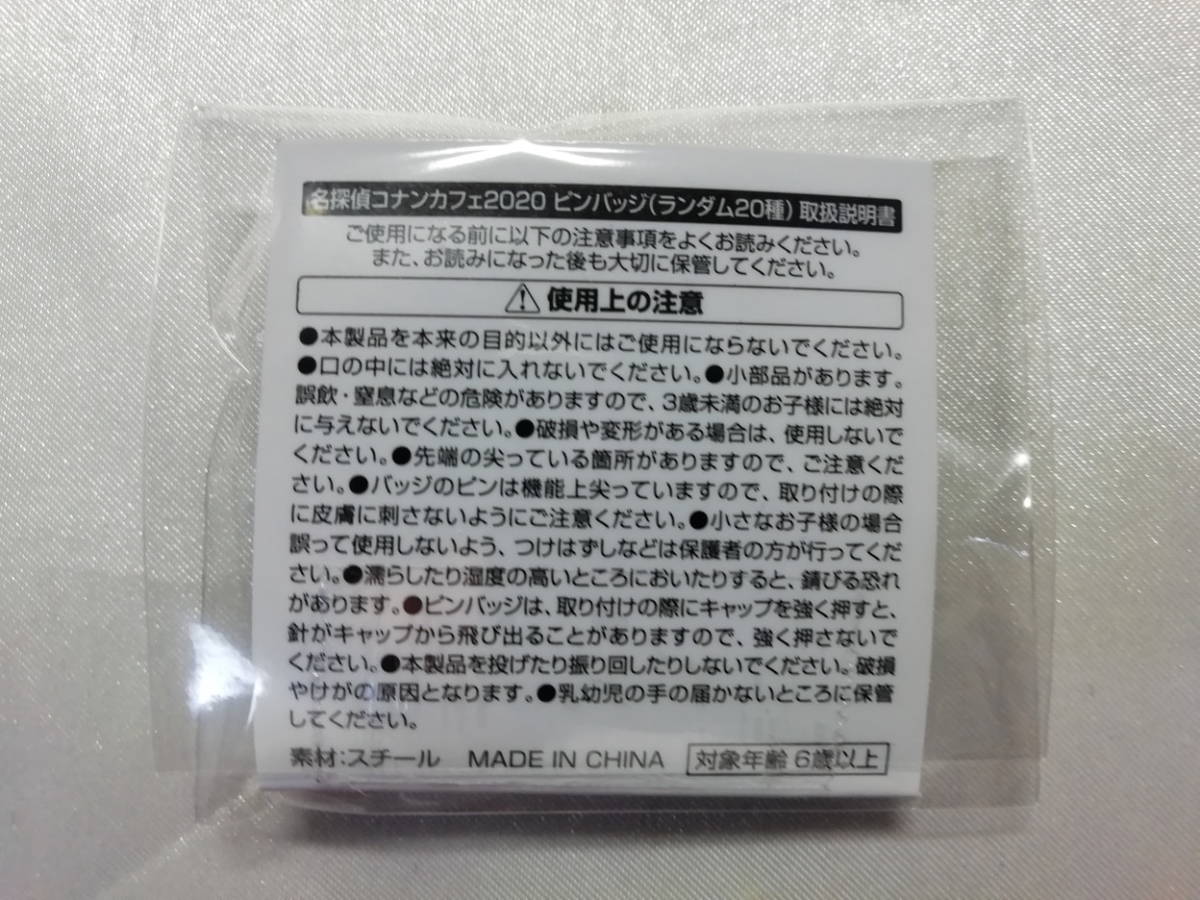 名探偵コナンカフェ2020 ピンバッジ(ランダム20種) 取扱説明書
ご使用になる前に以下の注意事項をよくお読みください。
また、お読みになった後も大切に保管してください。
⚠ 使用上の注意
●本製品を本来の目的以外にはご使用にならないでください。
●口の中には絶対に入れないでください。●小部品があります。
誤飲・窒息などの危険がありますので、3歳未満のお子様には絶対
に与えないでください。●破損や変形がある場合は、使用しないで
ください。●先端の尖っている箇所がありますので、ご注意くだ
さい。●バッジのピンは機能上尖っていますので、取り付けの際
に皮膚に刺さないようにご注意ください。●小さなお子様の場合
誤って使用しないよう、つけはずしなどは保護者の方が行ってくだ
さい。●濡らしたり湿度の高いところにおいたりすると、錆びる恐れ
があります。●ピンバッジは、取り付けの際にキャップを強く押すと、
針がキャップから飛び出ることがありますので、強く押さないで
ください。●本製品を投げたり振り回したりしないでください。破損
やけがの原因となります。●乳幼児の手の届かないところに保管
してください。
素材:スチール MADE IN CHINA 対象年齢 6歳以上